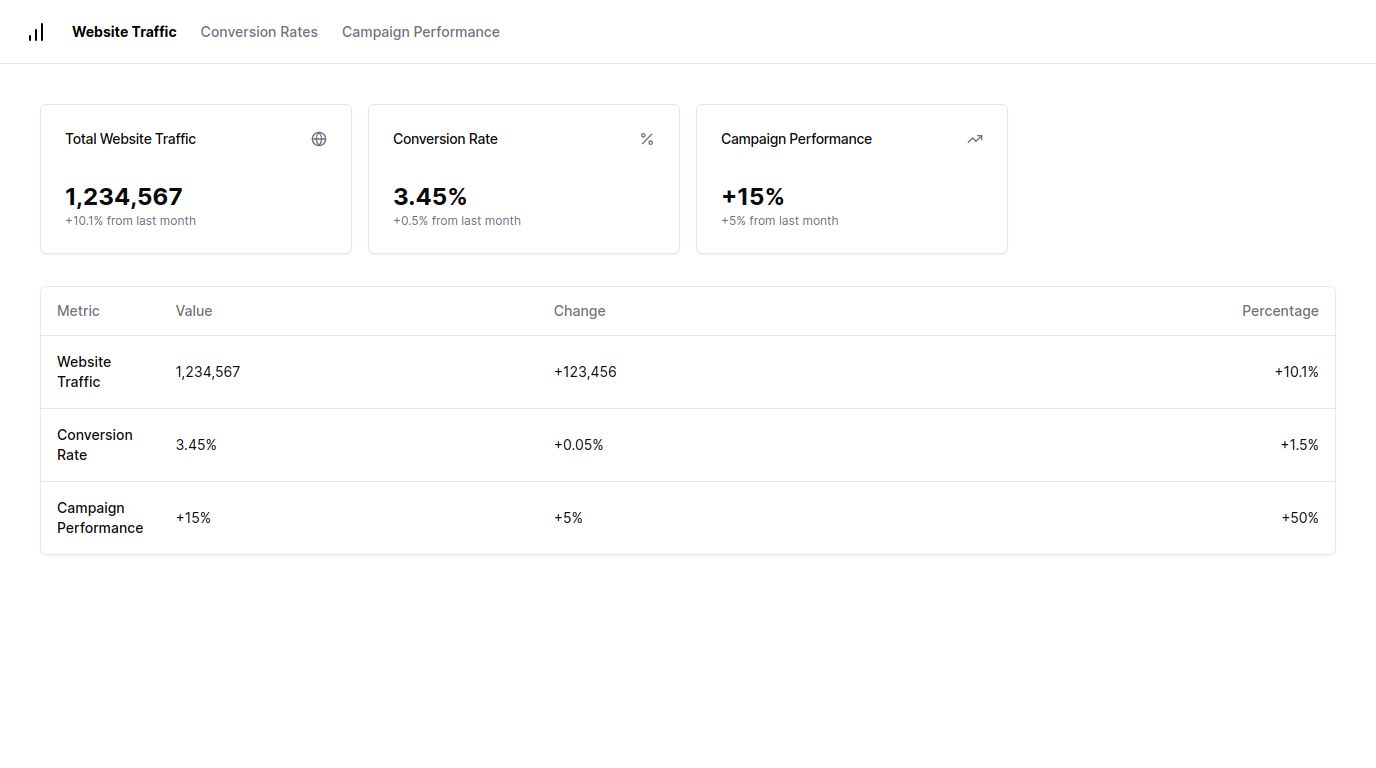 Website Traffic Conversion Rates Campaign Performance
Total Website Traffic
1,234,567
+10.1% from last month
Conversion Rate
3.45%
+0.5% from last month
Campaign Performance
+15%
+5% from last month
Metric Value Change Percentage
Website
Traffic
1,234,567 +123,456 +10.1%
Conversion
Rate
3.45% +0.05% +1.5%
Campaign
Performance
+15% +5% +50%